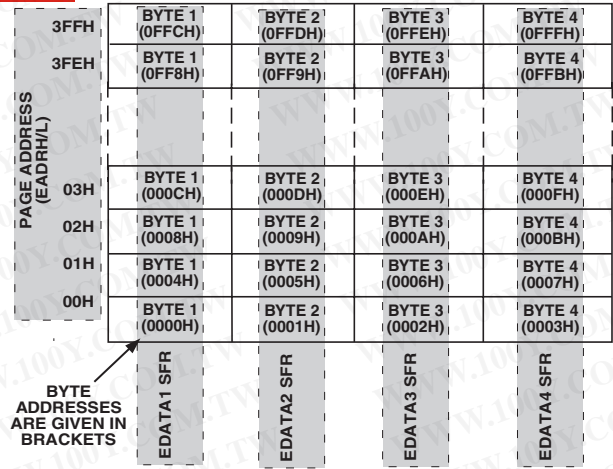 3FFH
BYTE 1 BYTE 2 BYTE 3 BYTE 4
(0FFCH) (0FFDH) (0FFEH) (0FFFH)
3FEH
BYTE 1 BYTE 2 BYTE 3 BYTE 4
(0FF8H) (0FF9H) (0FFAH) (0FFBH)
PAGE ADDRESS
(EADRH/L)
03H
BYTE 1 BYTE 2 BYTE 3 BYTE 4
(000CH) (000DH) (000EH) (000FH)
02H
BYTE 1 BYTE 2 BYTE 3 BYTE 4
(0008H) (0009H) (000AH) (000BH)
01H
BYTE 1 BYTE 2 BYTE 3 BYTE 4
(0004H) (0005H) (0006H) (0007H)
00H
BYTE 1 BYTE 2 BYTE 3 BYTE 4
(0000H) (0001H) (0002H) (0003H)
BYTE
ADDRESSES
ARE GIVEN IN
BRACKETS
EDATA1 SFR
EDATA2 SFR
EDATA3 SFR
EDATA4 SFR
WWW.100Y.COM.TW